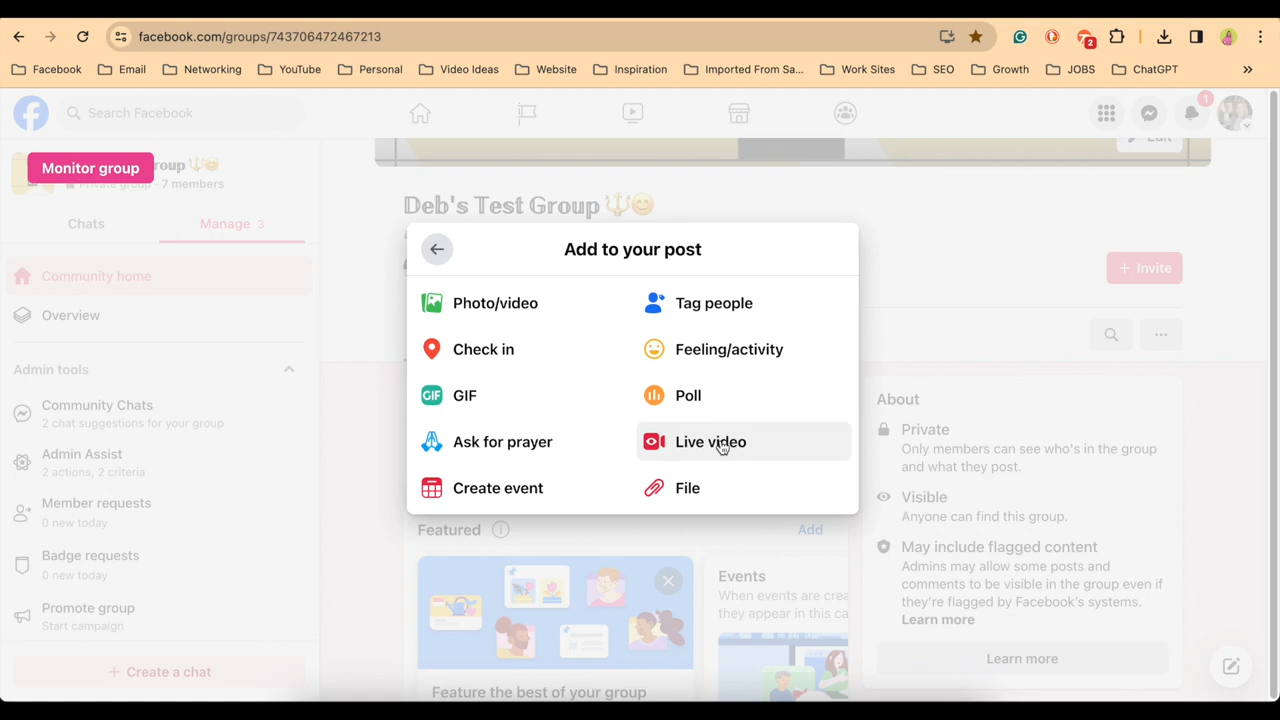 facebook.com/groups/743706472467213
2
Facebook
Email
Networking
YouTube
Personal
Video Ideas
Website
Inspiration
Imported From Sa...
Work Sites
SEO
Growth
JOBS
ChatGPT
Search Facebook
1
Monitor group
Private group · 7 members
Chats
Manage 3
Community home
Overview
Admin tools
Community Chats
2 chat suggestions for your group
Admin Assist
2 actions, 2 criteria
Member requests
0 new today
Badge requests
0 new today
Promote group
Start campaign
+ Create a chat
Edit
Deb's Test Group 🔱😊
+ Invite
Add to your post
Photo/video
Tag people
Check in
Feeling/activity
GIF
GIF
Poll
Ask for prayer
Live video
Create event
File
Featured
Add
Feature the best of your group
Events
When events are crea
they appear in this ca
About
Private
Only members can see who's in the group
and what they post.
Visible
Anyone can find this group.
May include flagged content
Admins may allow some posts and
comments to be visible in the group even if
they're flagged by Facebook's systems.
Learn more
Learn more